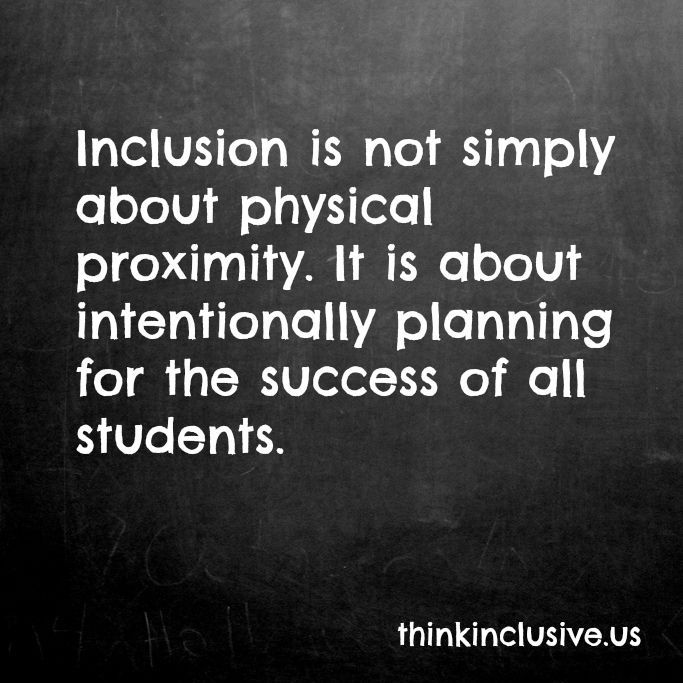 Inclusion is not simply
about physical
proximity. It is about
intentionally planning
for the success of all
students.
thinkinclusive.us